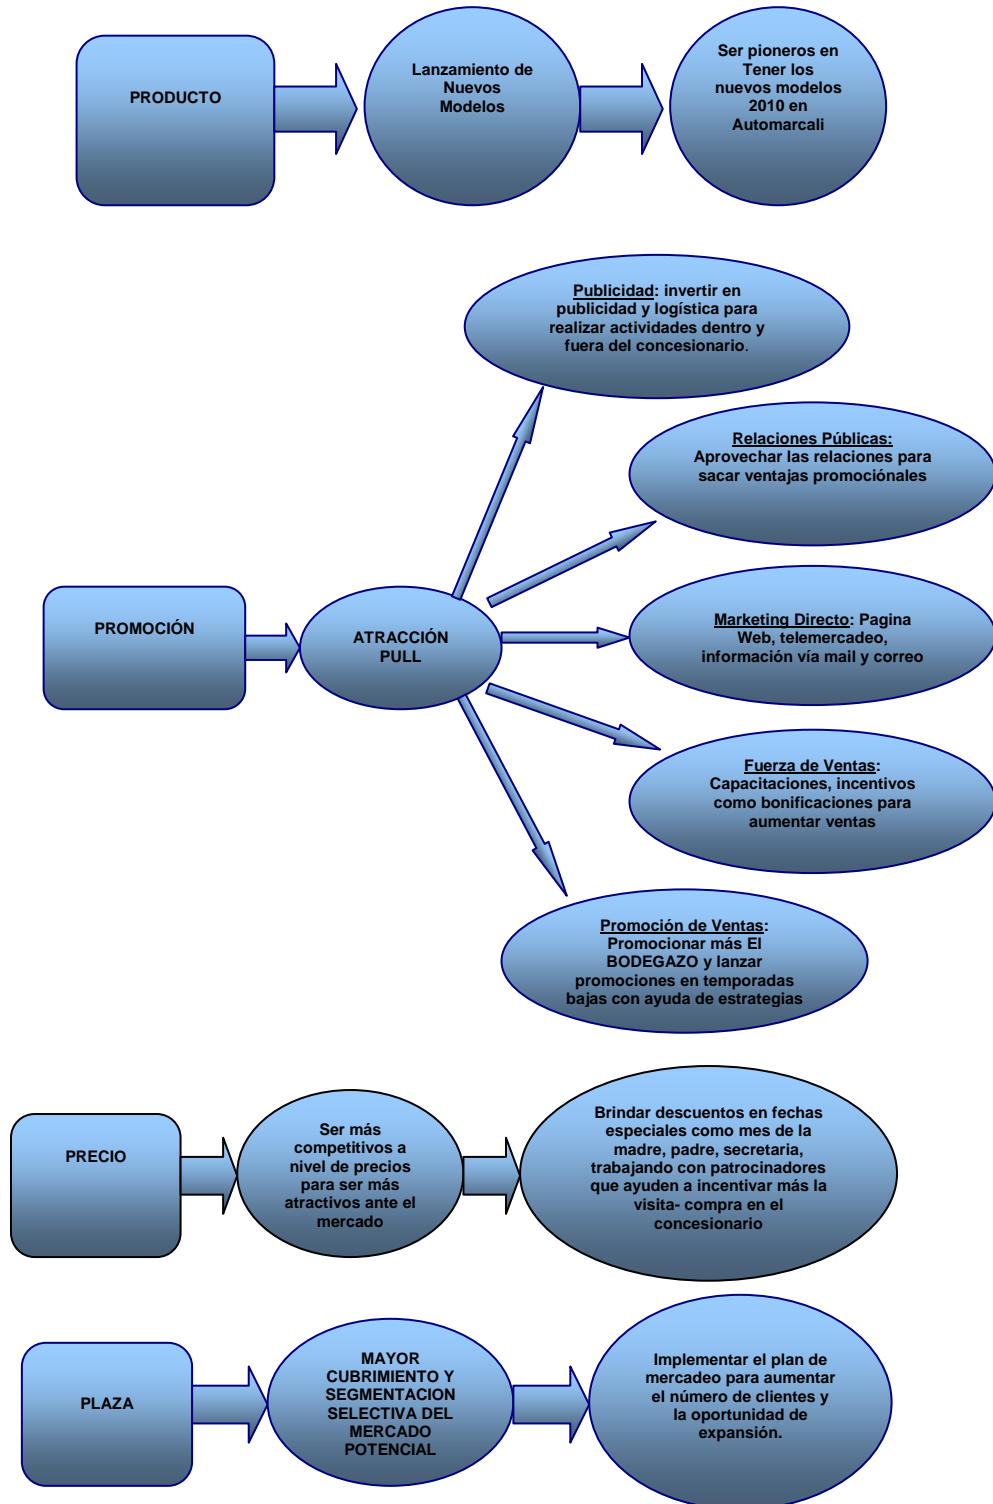 PRODUCTO
Lanzamiento de
Nuevos
Modelos
Ser pioneros en
Tener los
nuevos modelos
2010 en
Automarcali
Publicidad: invertir en
publicidad y logística para
realizar actividades dentro y
fuera del concesionario.
Relaciones Públicas:
Aprovechar las relaciones para
sacar ventajas promociónales
PROMOCIÓN
ATRACCIÓN
PULL
Marketing Directo: Pagina
Web, telemercadeo,
información vía mail y correo
Fuerza de Ventas:
Capacitaciones, incentivos
como bonificaciones para
aumentar ventas
Promoción de Ventas:
Promocionar más El
BODEGAZO y lanzar
promociones en temporadas
bajas con ayuda de estrategias
PRECIO
Ser más
competitivos a
nivel de precios
para ser más
atractivos ante el
mercado
Brindar descuentos en fechas
especiales como mes de la
madre, padre, secretaria,
trabajando con patrocinadores
que ayuden a incentivar más la
visita- compra en el
concesionario
PLAZA
MAYOR
CUBRIMIENTO Y
SEGMENTACION
SELECTIVA DEL
MERCADO
POTENCIAL
Implementar el plan de
mercadeo para aumentar
el número de clientes y
la oportunidad de
expansión.